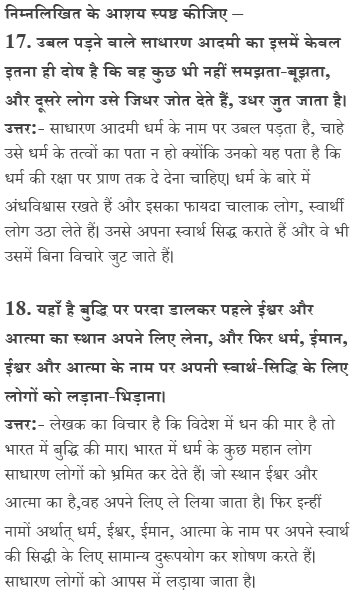 निम्नलिखित के आशय स्पष्ट कीजिए –
17. उबल पड़ने वाले साधारण आदमी का इसमें केवल
इतना ही दोष है कि वह कुछ भी नहीं समझता-बूझता,
और दूसरे लोग उसे जिधर जोत देते हैं, उधर जुत जाता है।
उत्तर:- साधारण आदमी धर्म के नाम पर उबल पड़ता है, चाहे
उसे धर्म के तत्वों का पता न हो क्योंकि उनको यह पता है कि
धर्म की रक्षा पर प्राण तक दे देना चाहिए। धर्म के बारे में
अंधविश्वास रखते हैं और इसका फायदा चालाक लोग, स्वार्थी
लोग उठा लेते हैं। उनसे अपना स्वार्थ सिद्ध कराते हैं और वे भी
उसमें बिना विचारे जुट जाते हैं।
18. यहाँ है बुद्धि पर परदा डालकर पहले ईश्वर और
आत्मा का स्थान अपने लिए लेना, और फिर धर्म, ईमान,
ईश्वर और आत्मा के नाम पर अपनी स्वार्थ-सिद्धि के लिए
लोगों को लड़ाना-भिड़ाना।
उत्तर:- लेखक का विचार है कि विदेश में धन की मार है तो
भारत में बुद्धि की मार। भारत में धर्म के कुछ महान लोग
साधारण लोगों को भ्रमित कर देते हैं। जो स्थान ईश्वर और
आत्मा का है,वह अपने लिए ले लिया जाता है। फिर इन्हीं
नामों अर्थात् धर्म, ईश्वर, ईमान, आत्मा के नाम पर अपने स्वार्थ
की सिद्धी के लिए सामान्य दुरूपयोग कर शोषण करते हैं।
साधारण लोगों को आपस में लड़ाया जाता है।